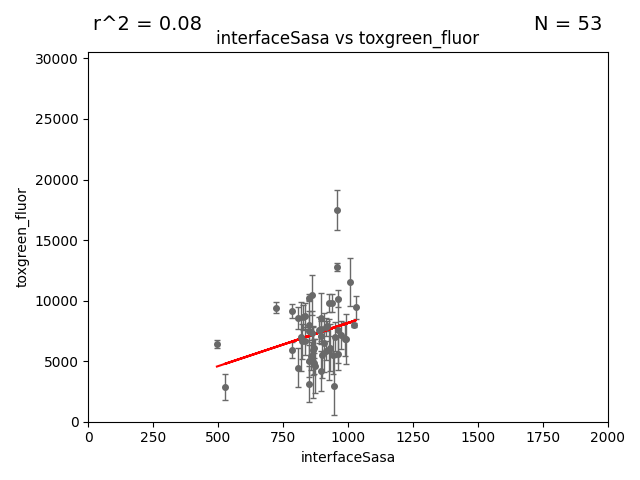 r^2 = 0.08
N = 53
interfaceSasa vs toxgreen_fluor
30000
25000
20000
15000
10000
5000
0
toxgreen_fluor
0 250 500 750 1000 1250 1500 1750 2000
interfaceSasa